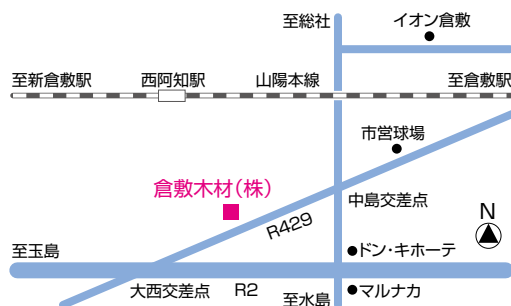 至総社
イオン倉敷
至新倉敷駅
西阿知駅
山陽本線
至倉敷駅
市営球場
倉敷木材(株)
中島交差点
R429
N
至玉島
ドン・キホーテ
大西交差点
R2
至水島
マルナカ